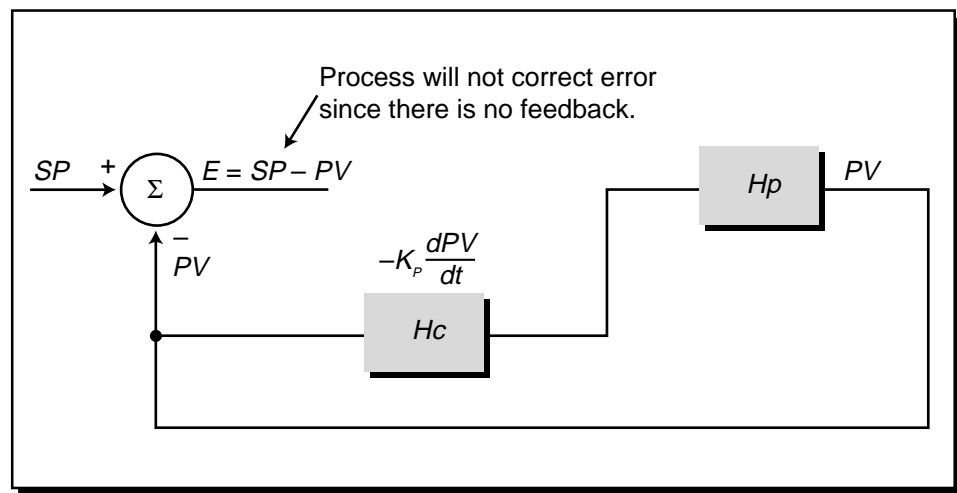 Process will not correct error
since there is no feedback.
SP + Σ E = SP – PV
Hp PV
–
PV
–K_P dPV/dt
Hc